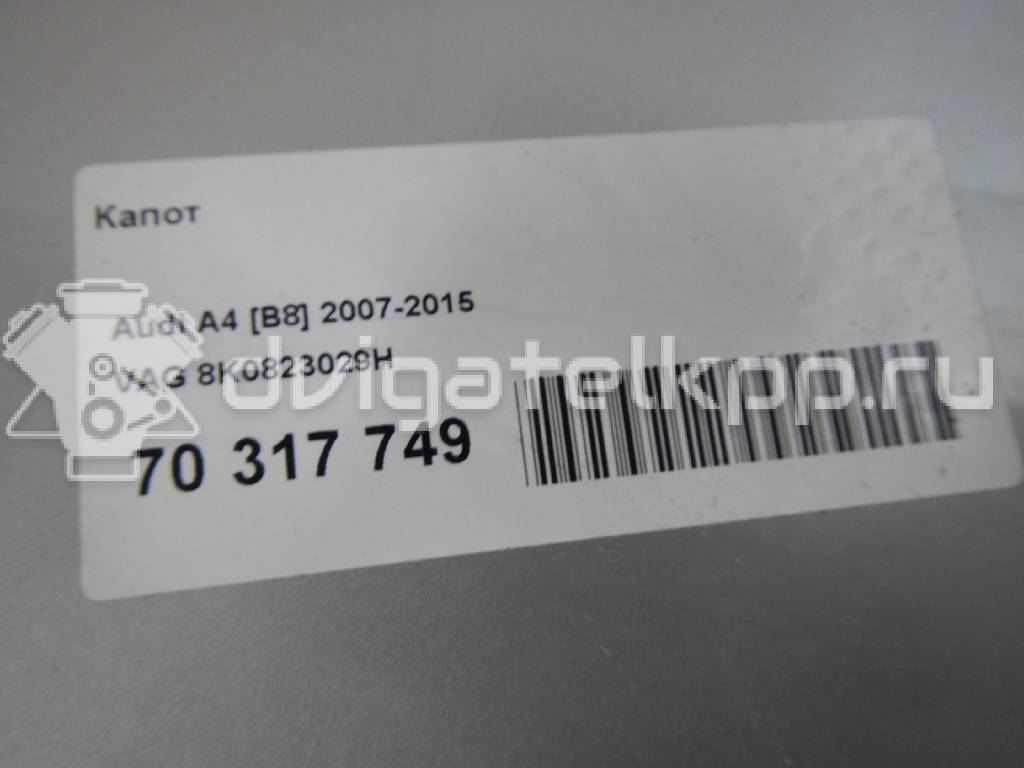 Капот
Audi A4 [B8] 2007-2015
VAG 8K0823029H
dvigatelkpp.ru
70 317 749